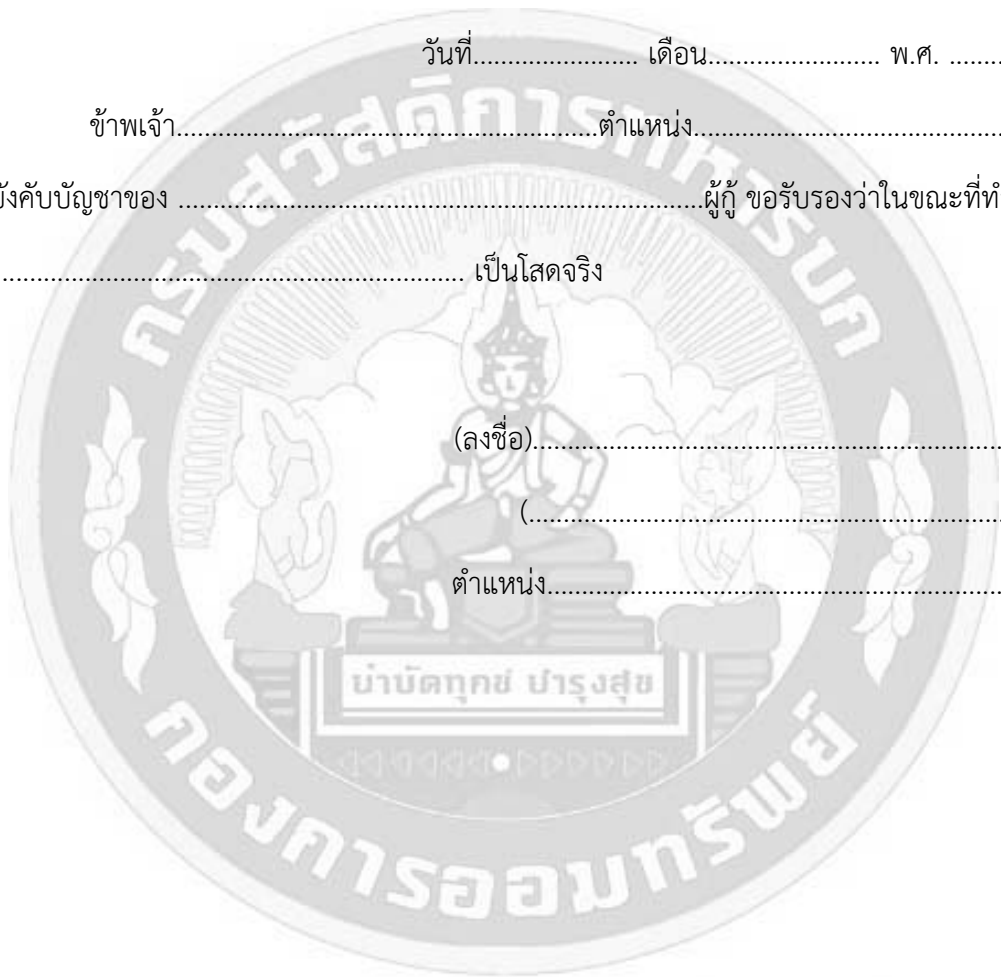 วันที่....................... เดือน........................ พ.ศ. ........
ข้าพเจ้า...........................................................ตำแหน่ง...........................................
ังคับบัญชาของ .........................................................................ผู้กู้ ขอรับรองว่าในขณะที่ทำ
................................................................. เป็นโสดจริง
(ลงชื่อ)..................................................................
(..................................................................
ตำแหน่ง...............................................................
กรมสวัสดิการทหารบก
บำบัดทุกข์ บำรุงสุข
กองการออมทรัพย์